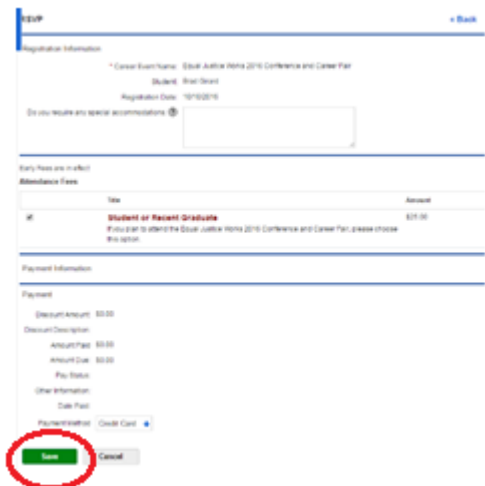 RSVP
« Back
Registration Information
* Career Event Name: Equal Justice Works 2016 Conference and Career Fair
Student: Brad Girard
Registration Date: 10/10/2016
Do you require any special accommodations
Early Fees are in effect
Attendance Fees
Title Amount
Student or Recent Graduate $25.00
If you plan to attend the Equal Justice Works 2016 Conference and Career Fair, please choose
this option.
Payment Information
Payment
Discount Amount: $0.00
Discount Description:
Amount Paid: $0.00
Amount Due: $0.00
Pay Status:
Other Information:
Date Paid:
Payment Method: Credit Card
Save Cancel